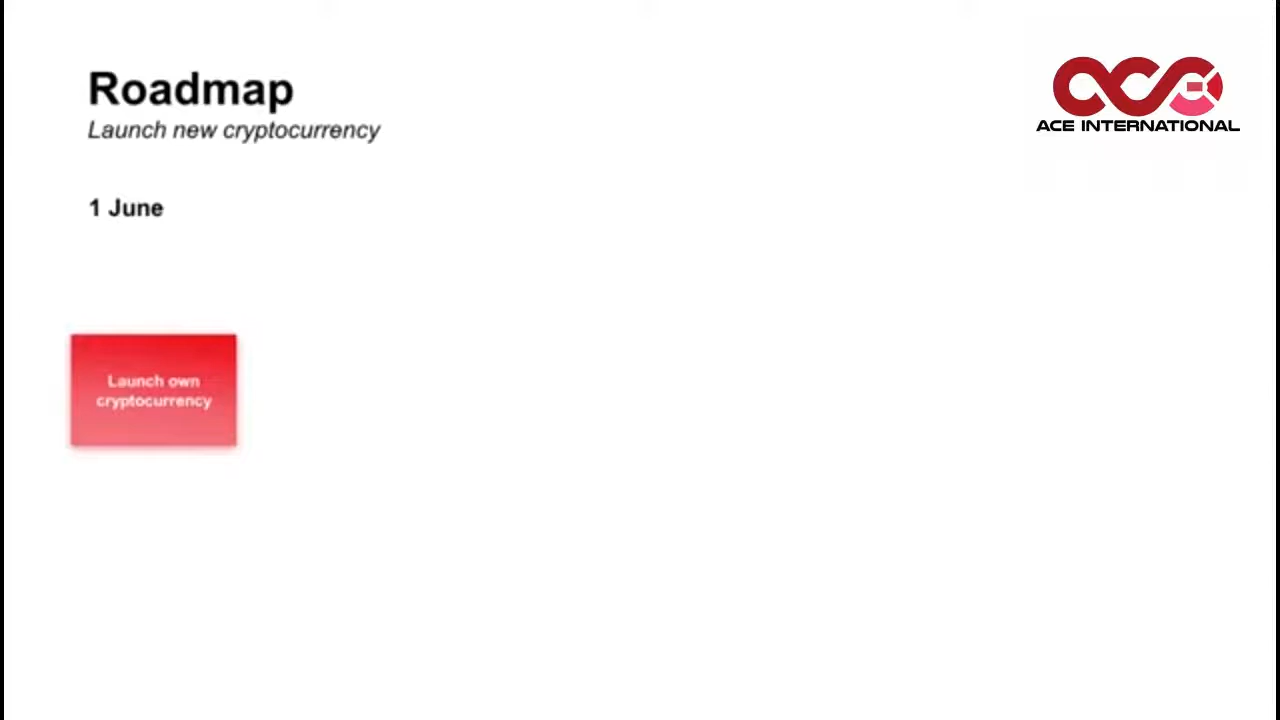 Roadmap
Launch new cryptocurrency
ACE INTERNATIONAL
1 June
Launch own
cryptocurrency